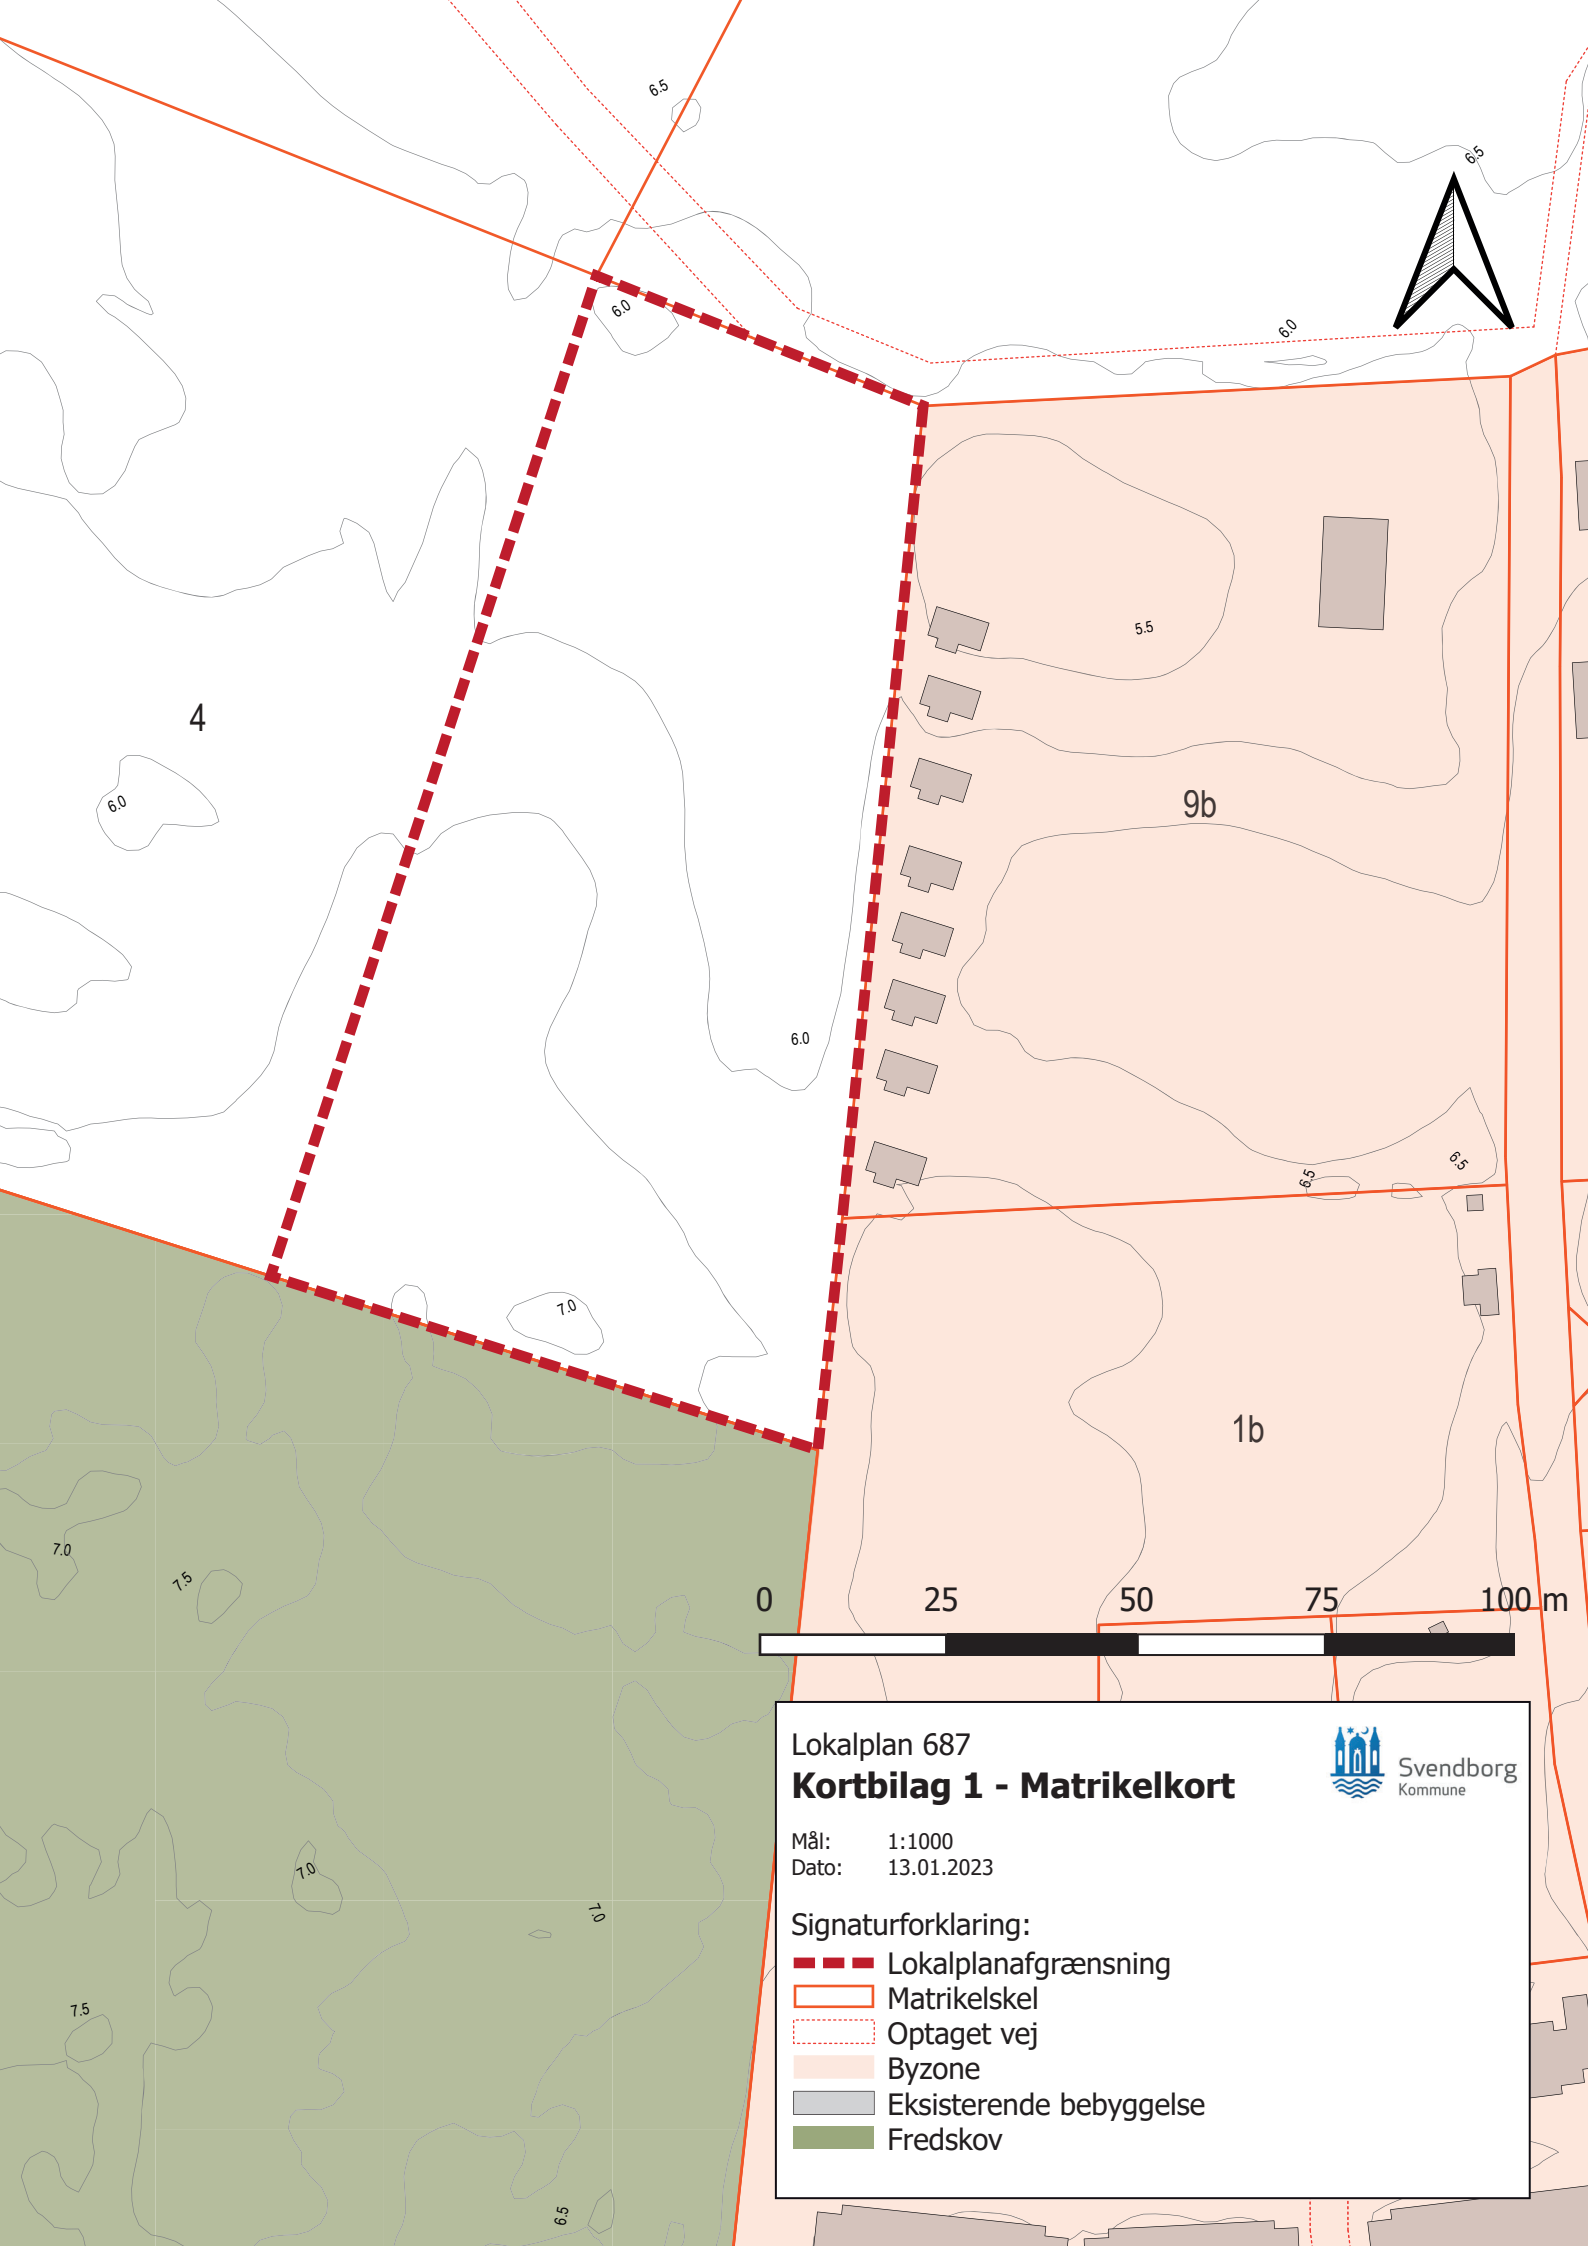 6.5
6.5
6.0
6.0
5.5
4
6.0
9b
6.0
6.5
6.5
7.0
1b
7.0
7.5
0 25 50 75 100 m
Lokalplan 687
Kortbilag 1 - Matrikelkort
Svendborg
Kommune
Mål: 1:1000
Dato: 13.01.2023
7.0
7.0
Signaturforklaring:
Lokalplanafgrænsning
Matrikelskel
7.5
Optaget vej
Byzone
Eksisterende bebyggelse
Fredskov
6.5